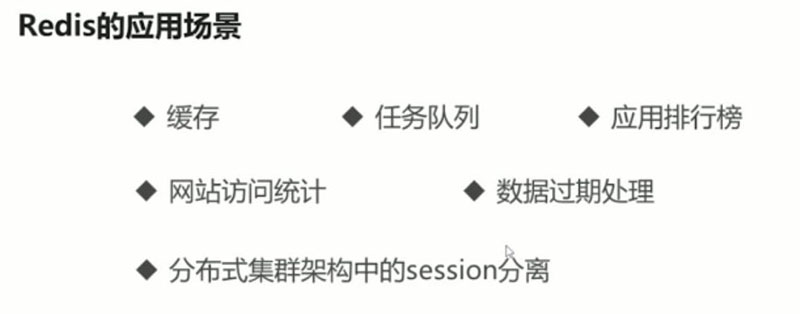 Redis的应用场景
◆ 缓存 ◆ 任务队列 ◆ 应用排行榜
◆ 网站访问统计 ◆ 数据过期处理
◆ 分布式集群架构中的session分离